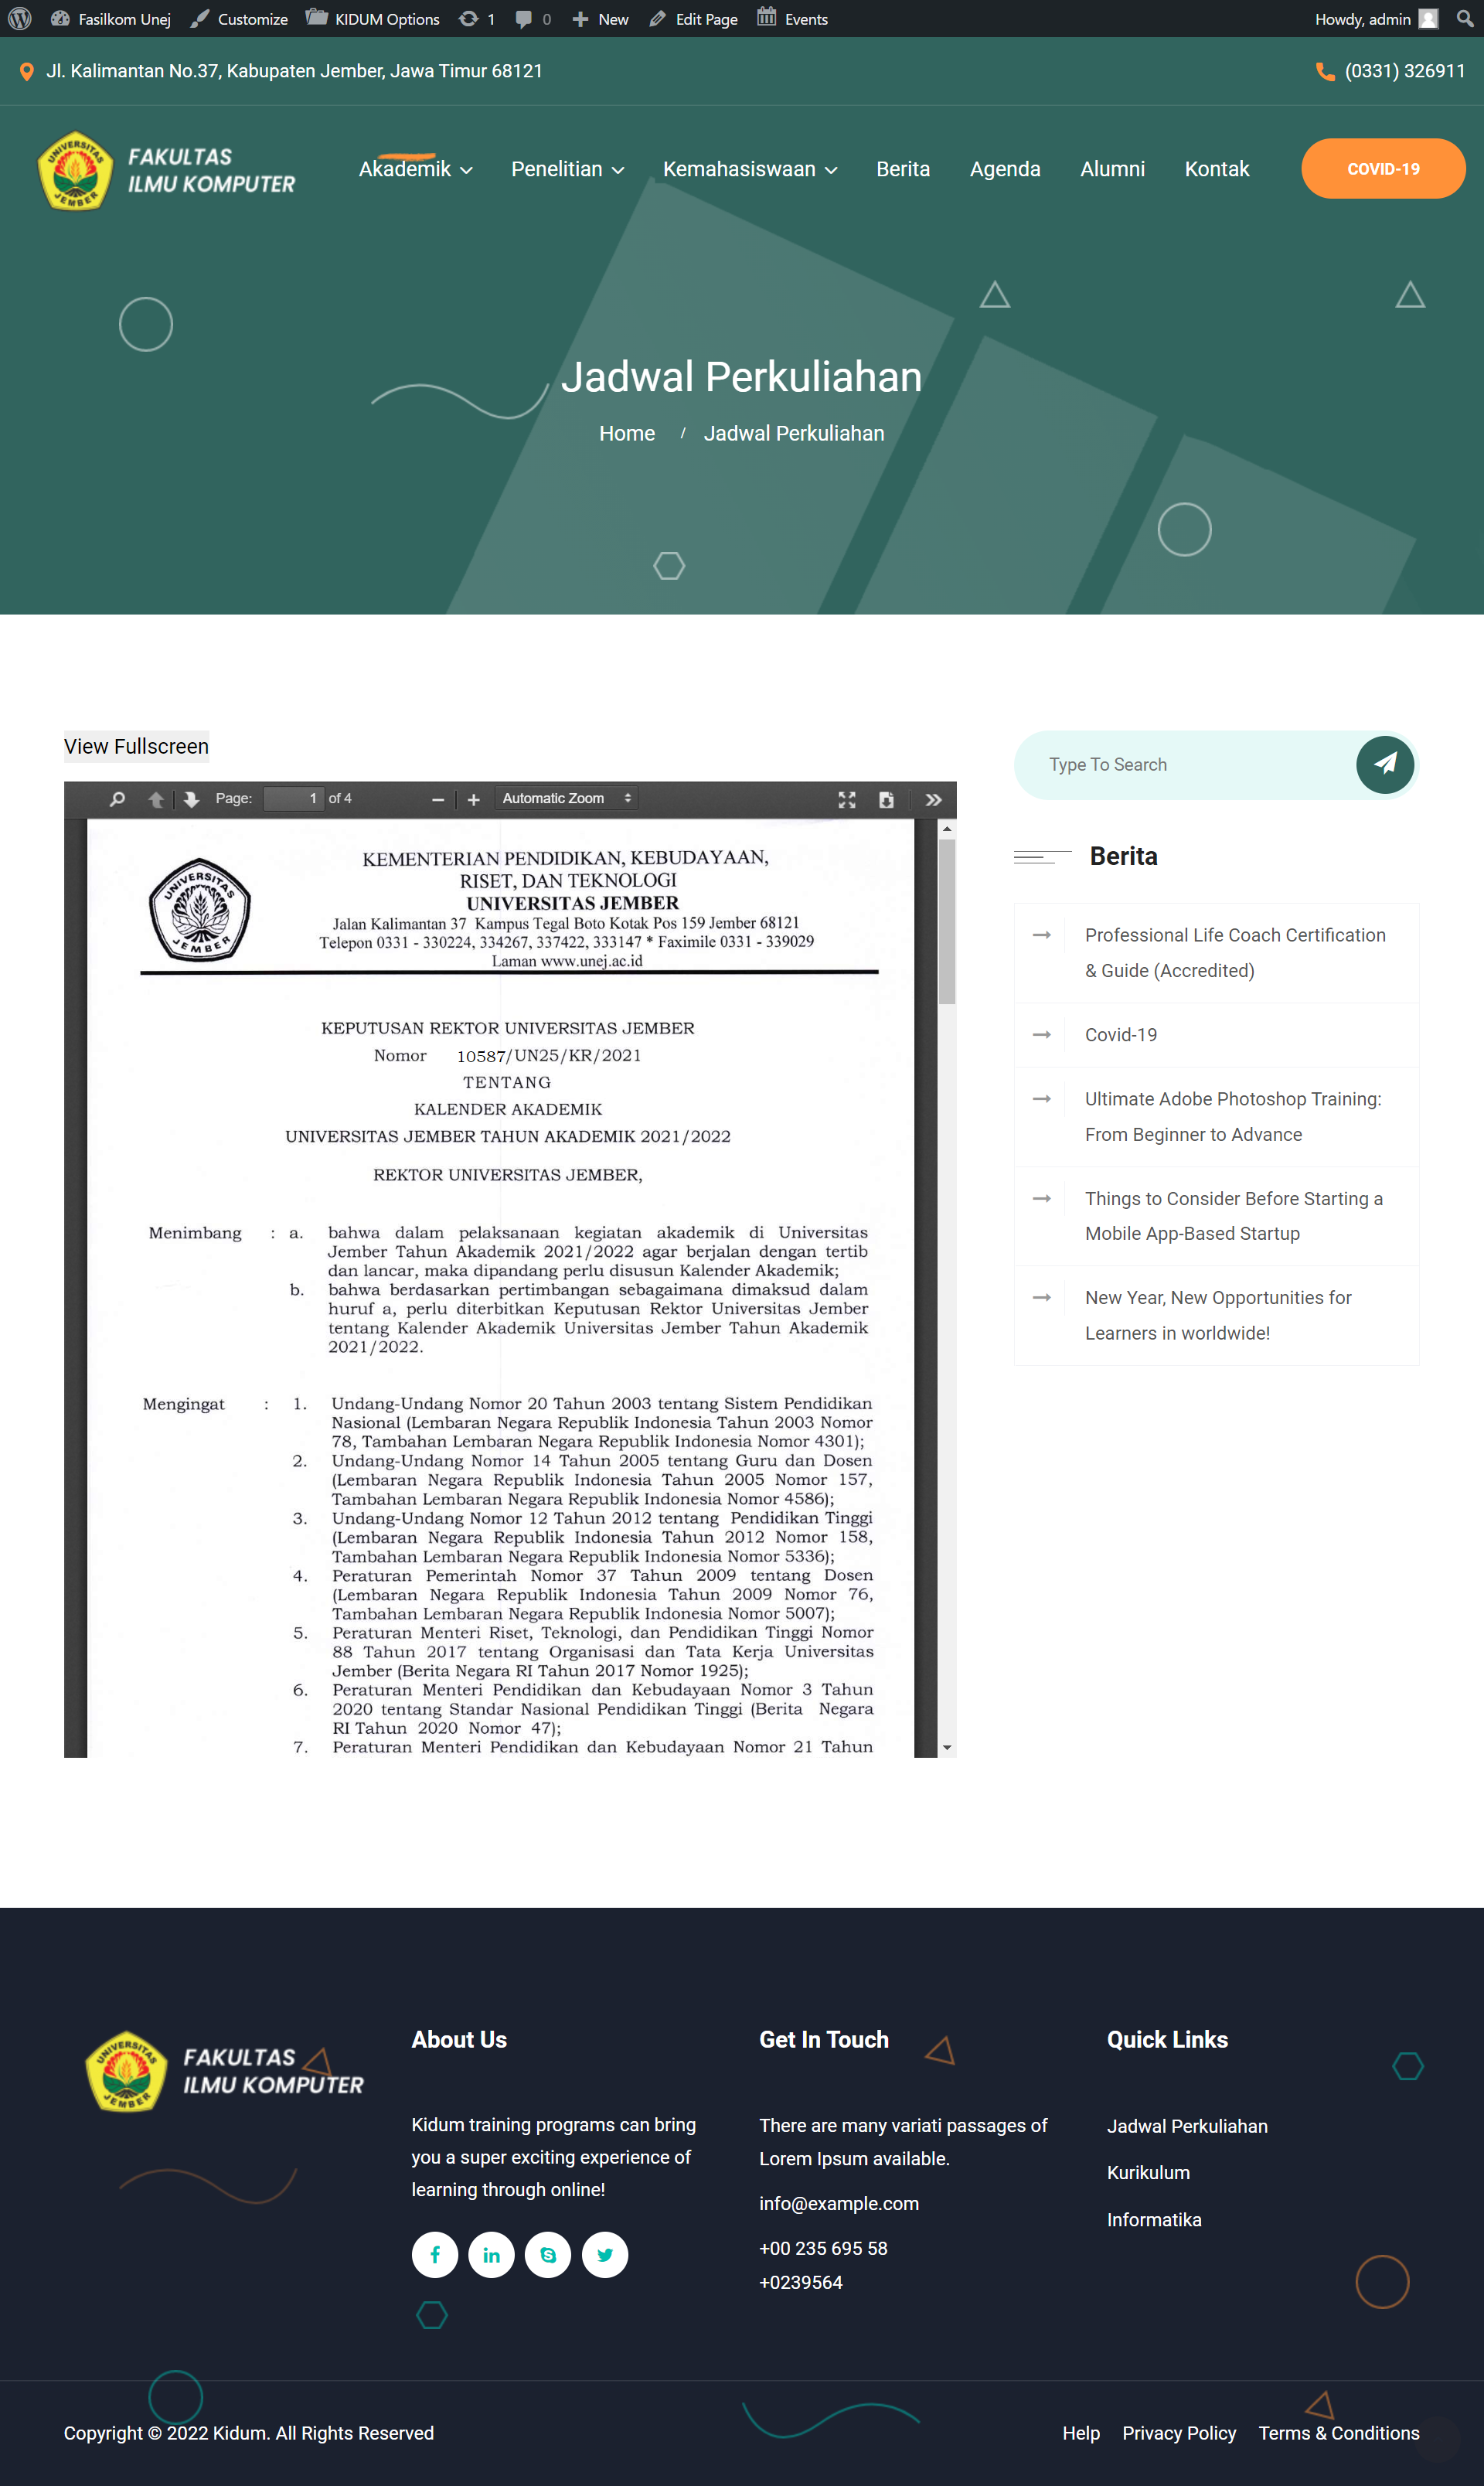 Fasilkom Unej Customize KIDUM Options 1 0 New Edit Page Events Howdy, admin
Jl. Kalimantan No.37, Kabupaten Jember, Jawa Timur 68121 (0331) 326911
UNIVERSITAS JEMBER
FAKULTAS
ILMU KOMPUTER
Akademik Penelitian Kemahasiswaan Berita Agenda Alumni Kontak COVID-19
Jadwal Perkuliahan
Home / Jadwal Perkuliahan
View Fullscreen
Page: 1 of 4 Automatic Zoom
UNIVERSITAS JEMBER
KEMENTERIAN PENDIDIKAN, KEBUDAYAAN,
RISET, DAN TEKNOLOGI
UNIVERSITAS JEMBER
Jalan Kalimantan 37 Kampus Tegal Boto Kotak Pos 159 Jember 68121
Telepon 0331 - 330224, 334267, 337422, 333147 * Faximile 0331 - 339029
Laman www.unej.ac.id
KEPUTUSAN REKTOR UNIVERSITAS JEMBER
Nomor 10587/UN25/KR/2021
TENTANG
KALENDER AKADEMIK
UNIVERSITAS JEMBER TAHUN AKADEMIK 2021/2022
REKTOR UNIVERSITAS JEMBER,
Menimbang : a. bahwa dalam pelaksanaan kegiatan akademik di Universitas
Jember Tahun Akademik 2021/2022 agar berjalan dengan tertib
dan lancar, maka dipandang perlu disusun Kalender Akademik;
b. bahwa berdasarkan pertimbangan sebagaimana dimaksud dalam
huruf a, perlu diterbitkan Keputusan Rektor Universitas Jember
tentang Kalender Akademik Universitas Jember Tahun Akademik
2021/2022.
Mengingat : 1. Undang-Undang Nomor 20 Tahun 2003 tentang Sistem Pendidikan
Nasional (Lembaran Negara Republik Indonesia Tahun 2003 Nomor
78, Tambahan Lembaran Negara Republik Indonesia Nomor 4301);
2. Undang-Undang Nomor 14 Tahun 2005 tentang Guru dan Dosen
(Lembaran Negara Republik Indonesia Tahun 2005 Nomor 157,
Tambahan Lembaran Negara Republik Indonesia Nomor 4586);
3. Undang-Undang Nomor 12 Tahun 2012 tentang Pendidikan Tinggi
(Lembaran Negara Republik Indonesia Tahun 2012 Nomor 158,
Tambahan Lembaran Negara Republik Indonesia Nomor 5336);
4. Peraturan Pemerintah Nomor 37 Tahun 2009 tentang Dosen
(Lembaran Negara Republik Indonesia Tahun 2009 Nomor 76,
Tambahan Lembaran Negara Republik Indonesia Nomor 5007);
5. Peraturan Menteri Riset, Teknologi, dan Pendidikan Tinggi Nomor
88 Tahun 2017 tentang Organisasi dan Tata Kerja Universitas
Jember (Berita Negara RI Tahun 2017 Nomor 1925);
6. Peraturan Menteri Pendidikan dan Kebudayaan Nomor 3 Tahun
2020 tentang Standar Nasional Pendidikan Tinggi (Berita Negara
RI Tahun 2020 Nomor 47);
7. Peraturan Menteri Pendidikan dan Kebudayaan Nomor 21 Tahun
Type To Search
Berita
Professional Life Coach Certification
& Guide (Accredited)
Covid-19
Ultimate Adobe Photoshop Training:
From Beginner to Advance
Things to Consider Before Starting a
Mobile App-Based Startup
New Year, New Opportunities for
Learners in worldwide!
UNIVERSITAS JEMBER
FAKULTAS
ILMU KOMPUTER
About Us
Kidum training programs can bring
you a super exciting experience of
learning through online!
Get In Touch
There are many variati passages of
Lorem Ipsum available.
info@example.com
+00 235 695 58
+0239564
Quick Links
Jadwal Perkuliahan
Kurikulum
Informatika
Copyright © 2022 Kidum. All Rights Reserved
Help Privacy Policy Terms & Conditions